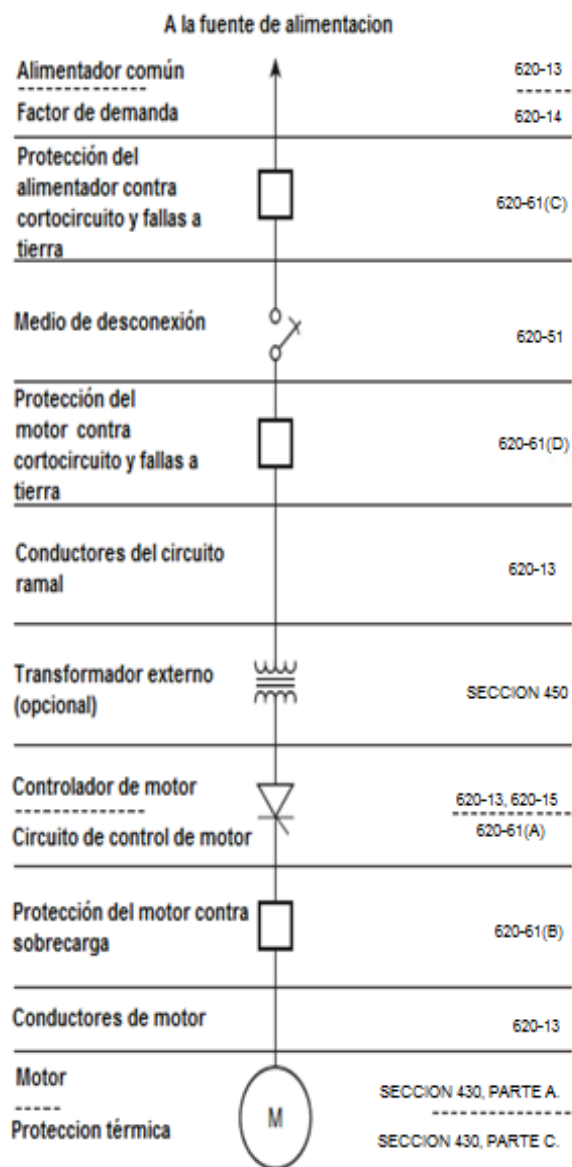 A la fuente de alimentacion
Alimentador común
620-13
Factor de demanda
620-14
Protección del
alimentador contra
cortocircuito y fallas a
tierra
620-61(C)
Medio de desconexión
620-51
Protección del
motor contra
cortocircuito y fallas a
tierra
620-61(D)
Conductores del circuito
ramal
620-13
Transformador externo
(opcional)
SECCION 450
Controlador de motor
620-13, 620-15
Circuito de control de motor
620-61(A)
Protección del motor contra
sobrecarga
620-61(B)
Conductores de motor
620-13
Motor
SECCION 430, PARTE A.
M
Proteccion térmica
SECCION 430, PARTE C.